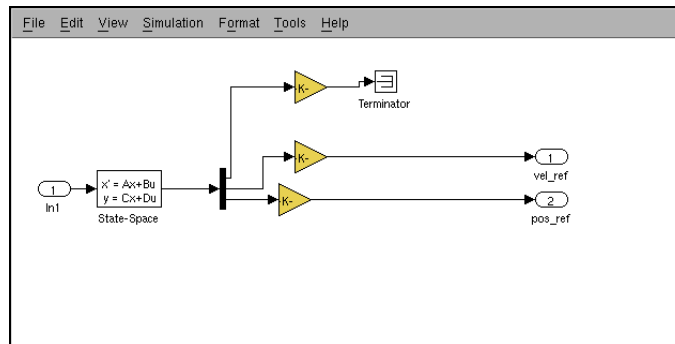 File Edit View Simulation Format Tools Help
-K-
Terminator
-K-
1
vel_ref
1
In1
x' = Ax+Bu
y = Cx+Du
State-Space
-K-
2
pos_ref